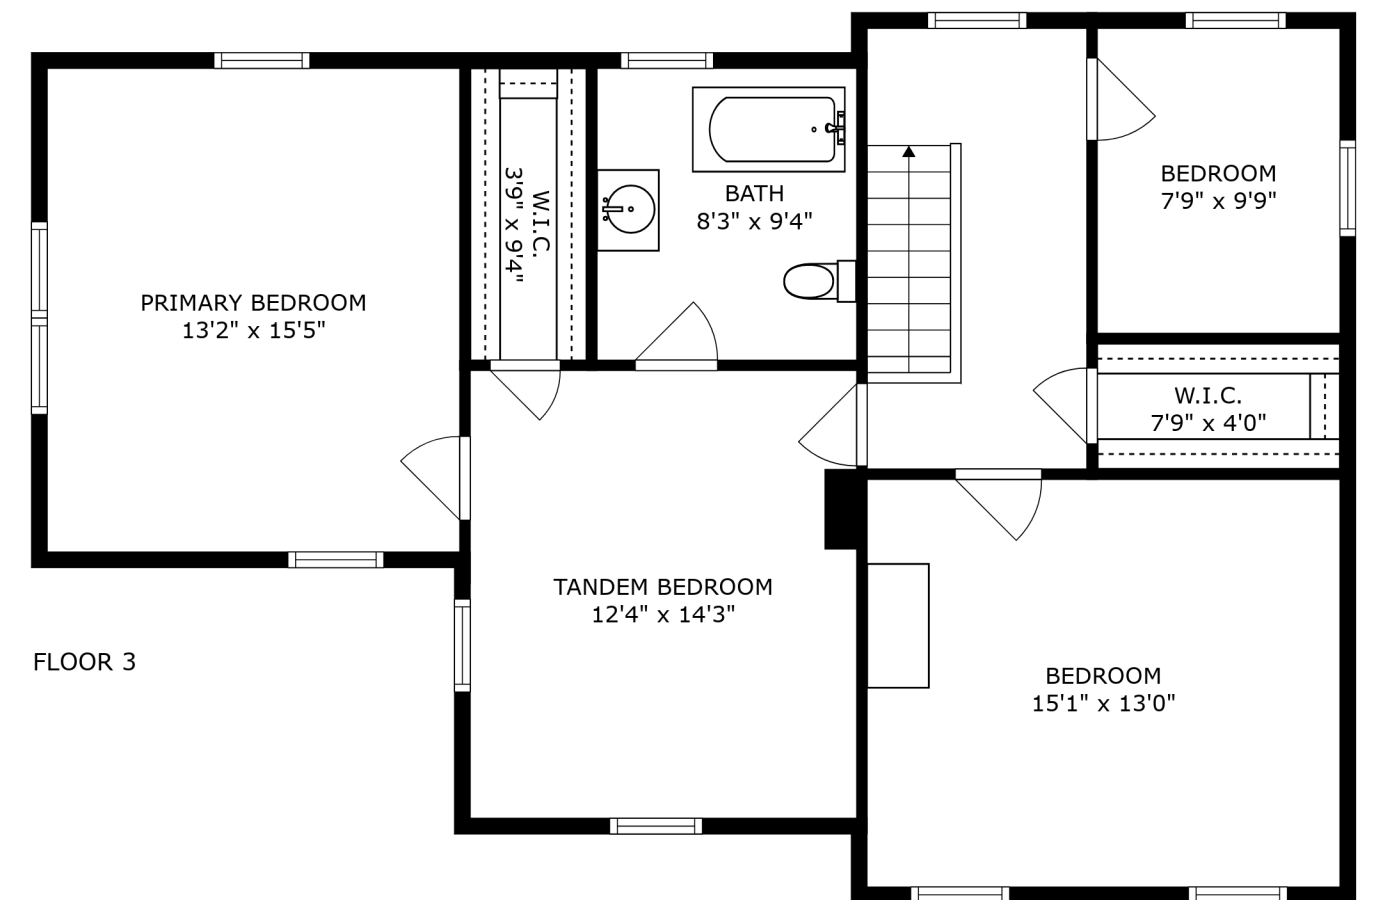 BEDROOM
7'9" x 9'9"
BATH
8'3" x 9'4"
W.I.C.
3'9" x 9'4"
PRIMARY BEDROOM
13'2" x 15'5"
W.I.C.
7'9" x 4'0"
TANDEM BEDROOM
12'4" x 14'3"
FLOOR 3
BEDROOM
15'1" x 13'0"